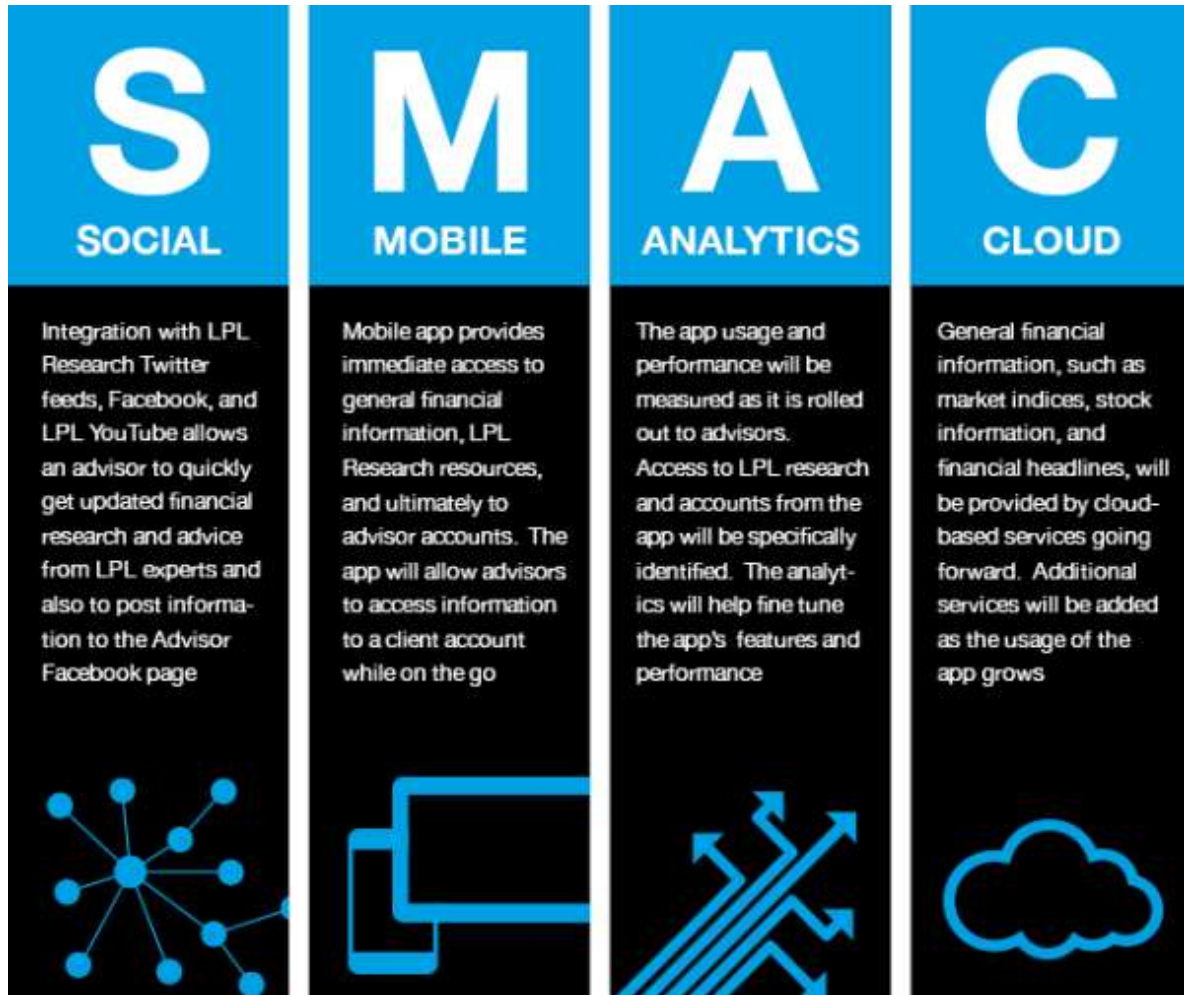 S
SOCIAL
Integration with LPL
Research Twitter
feeds, Facebook, and
LPL YouTube allows
an advisor to quickly
get updated financial
research and advice
from LPL experts and
also to post informa-
tion to the Advisor
Facebook page
M
MOBILE
Mobile app provides
immediate access to
general financial
information, LPL
Research resources,
and ultimately to
advisor accounts.  The
app will allow advisors
to access information
to a client account
while on the go
A
ANALYTICS
The app usage and
performance will be
measured as it is rolled
out to advisors.
Access to LPL research
and accounts from the
app will be specifically
identified.  The analyt-
ics will help fine tune
the app's  features and
performance
C
CLOUD
General financial
information, such as
market indices, stock
information, and
financial headlines, will
be provided by cloud-
based services going
forward.  Additional
services will be added
as the usage of the
app grows